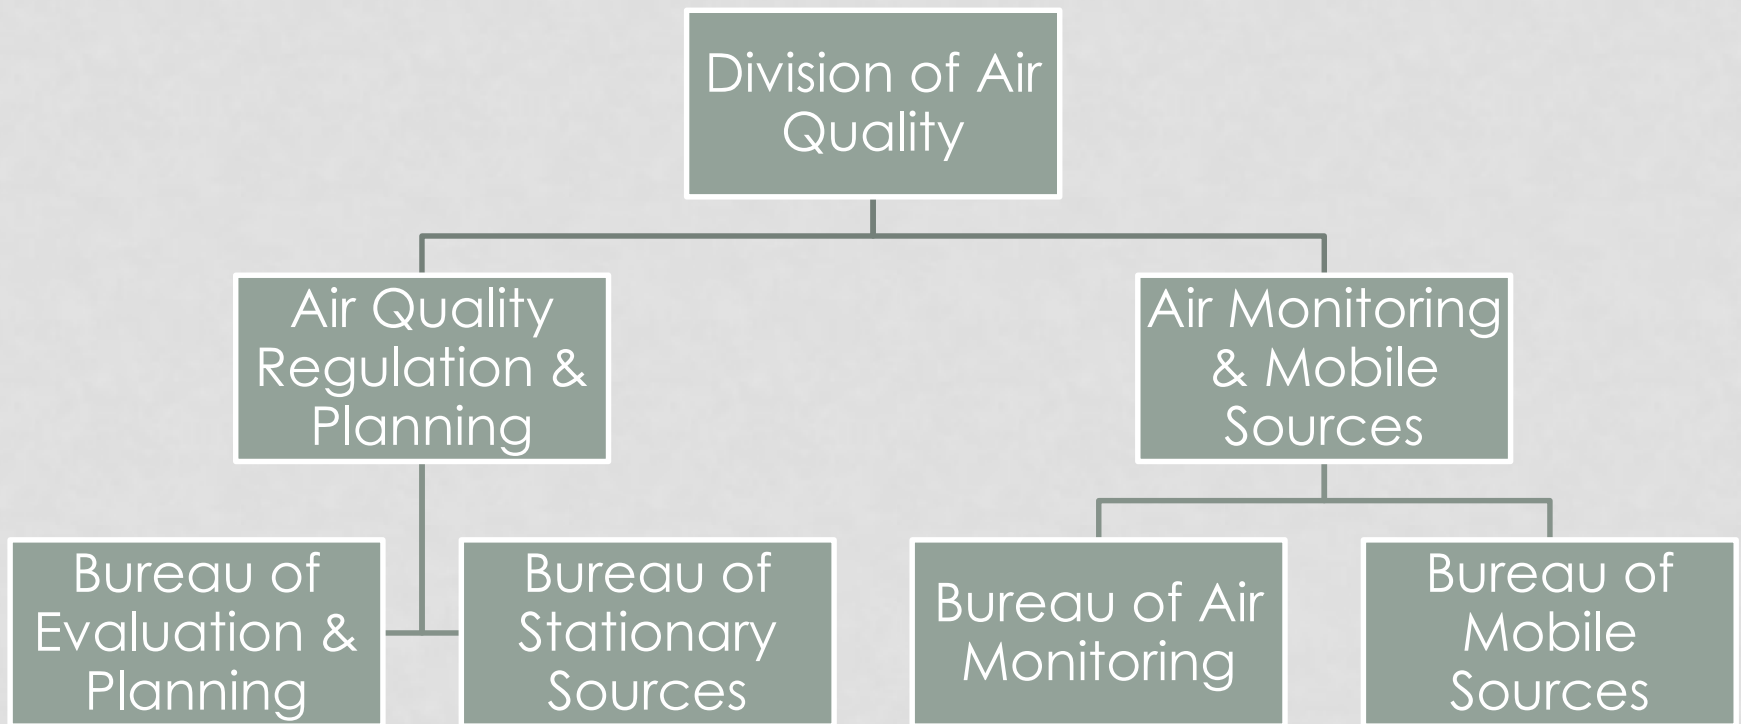 Division of Air
Quality
Air Quality
Regulation &
Planning
Air Monitoring
& Mobile
Sources
Bureau of
Evaluation &
Planning
Bureau of
Stationary
Sources
Bureau of Air
Monitoring
Bureau of
Mobile
Sources